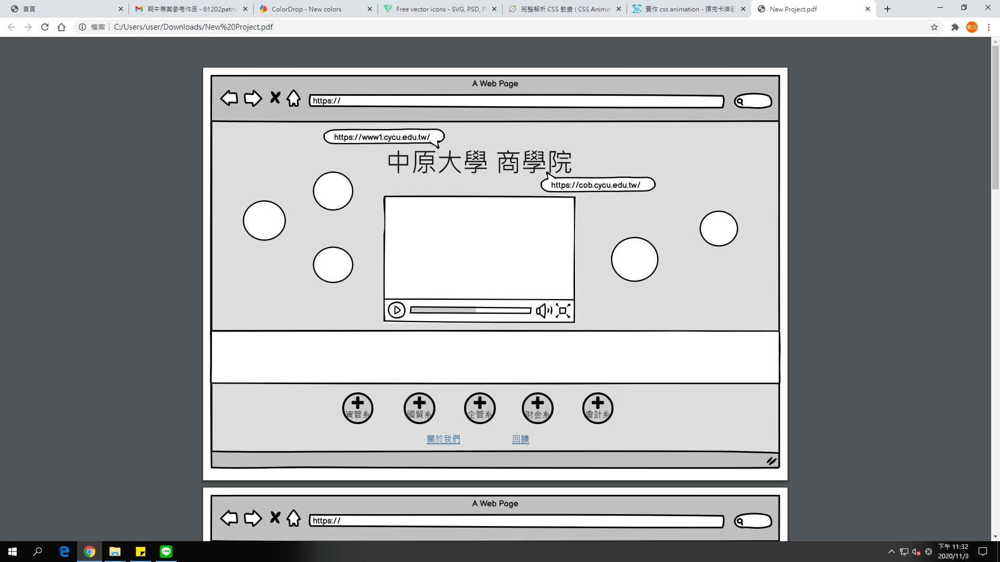 首頁
期中專案參考作品 - 61202patric
ColorDrop - New colors
Free vector icons - SVG, PSD, P
完整解析 CSS 動畫 ( CSS Animat
實作 css animation - 撲克卡牌
New Project.pdf
檔案
C:/Users/user/Downloads/New%20Project.pdf
致元
A Web Page
https://
https://www1.cycu.edu.tw/
中原大學 商學院
https://cob.cycu.edu.tw/
資管系
國貿系
企管系
財金系
會計系
關於我們
回饋
A Web Page
https://
LINE
下午 11:32
2020/11/3